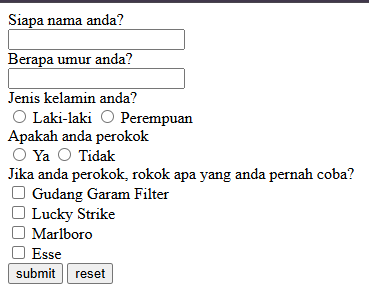 Siapa nama anda?
Berapa umur anda?
Jenis kelamin anda?
Laki-laki Perempuan
Apakah anda perokok
Ya Tidak
Jika anda perokok, rokok apa yang anda pernah coba?
Gudang Garam Filter
Lucky Strike
Marlboro
Esse
submit reset